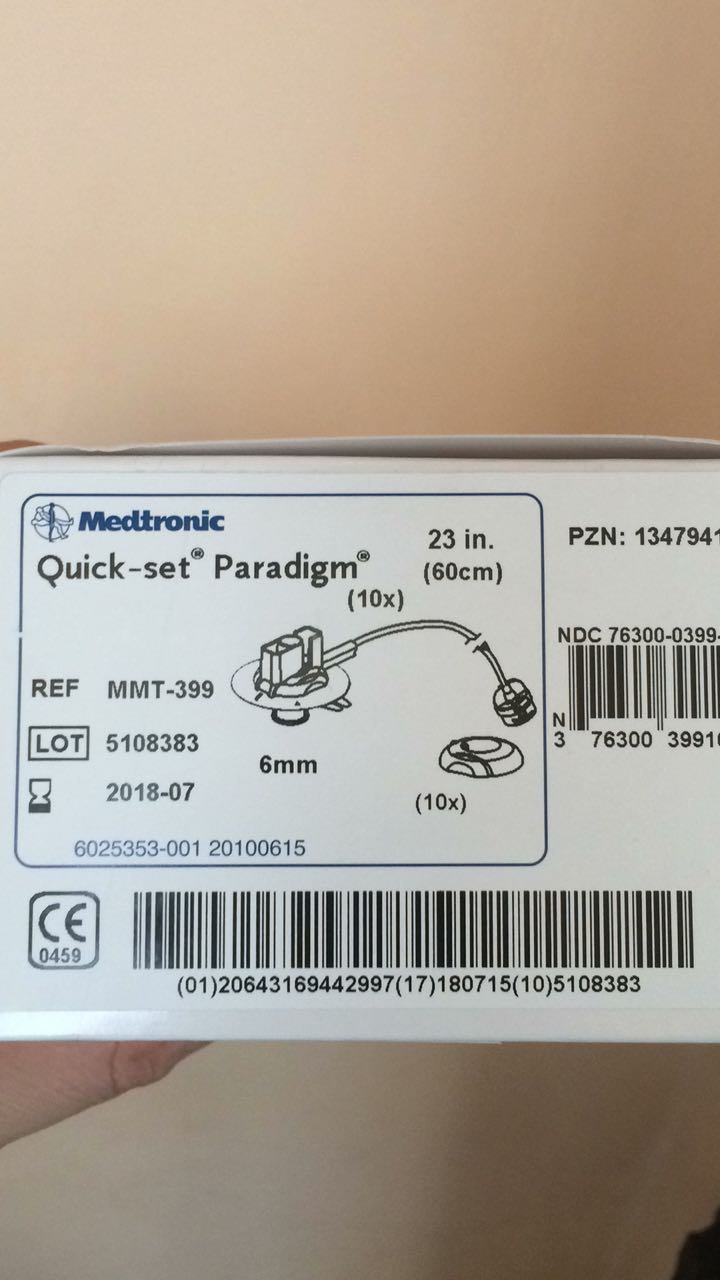 Medtronic
Quick-set® Paradigm®
23 in.
(60cm)
(10x)
REF MMT-399
LOT 5108383
2018-07
6mm
(10x)
6025353-001 20100615
PZN: 1347941
NDC 76300-0399-
N
3 76300 3991
CE
0459
(01)20643169442997(17)180715(10)5108383